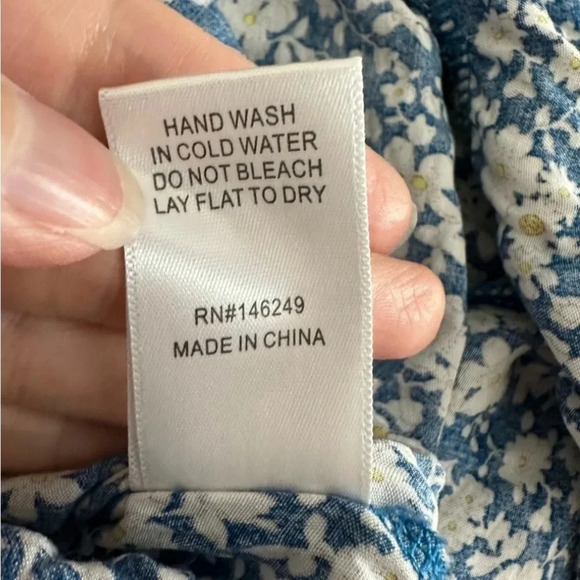 HAND WASH
IN COLD WATER
DO NOT BLEACH
LAY FLAT TO DRY
RN#146249
MADE IN CHINA